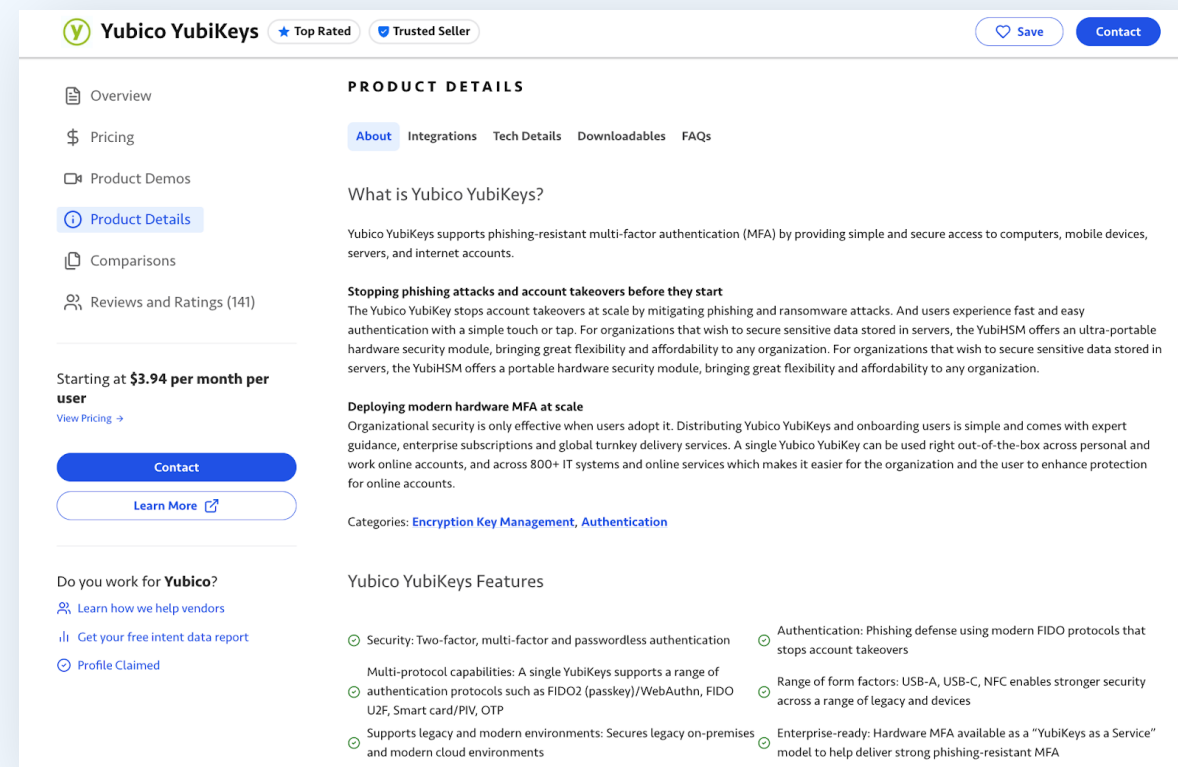 Yubico YubiKeys
Top Rated
Trusted Seller
Save
Contact
Overview
Pricing
Product Demos
Product Details
Comparisons
Reviews and Ratings (141)
Starting at $3.94 per month per
user
View Pricing →
Contact
Learn More
Do you work for Yubico?
Learn how we help vendors
Get your free intent data report
Profile Claimed
PRODUCT DETAILS
About
Integrations
Tech Details
Downloadables
FAQs
What is Yubico YubiKeys?
Yubico YubiKeys supports phishing-resistant multi-factor authentication (MFA) by providing simple and secure access to computers, mobile devices,
servers, and internet accounts.
Stopping phishing attacks and account takeovers before they start
The Yubico YubiKey stops account takeovers at scale by mitigating phishing and ransomware attacks. And users experience fast and easy
authentication with a simple touch or tap. For organizations that wish to secure sensitive data stored in servers, the YubiHSM offers an ultra-portable
hardware security module, bringing great flexibility and affordability to any organization. For organizations that wish to secure sensitive data stored in
servers, the YubiHSM offers a portable hardware security module, bringing great flexibility and affordability to any organization.
Deploying modern hardware MFA at scale
Organizational security is only effective when users adopt it. Distributing Yubico YubiKeys and onboarding users is simple and comes with expert
guidance, enterprise subscriptions and global turnkey delivery services. A single Yubico YubiKey can be used right out-of-the-box across personal and
work online accounts, and across 800+ IT systems and online services which makes it easier for the organization and the user to enhance protection
for online accounts.
Categories: Encryption Key Management, Authentication
Yubico YubiKeys Features
Security: Two-factor, multi-factor and passwordless authentication
Authentication: Phishing defense using modern FIDO protocols that
stops account takeovers
Multi-protocol capabilities: A single YubiKeys supports a range of
authentication protocols such as FIDO2 (passkey)/WebAuthn, FIDO
U2F, Smart card/PIV, OTP
Range of form factors: USB-A, USB-C, NFC enables stronger security
across a range of legacy and devices
Supports legacy and modern environments: Secures legacy on-premises
and modern cloud environments
Enterprise-ready: Hardware MFA available as a “YubiKeys as a Service”
model to help deliver strong phishing-resistant MFA